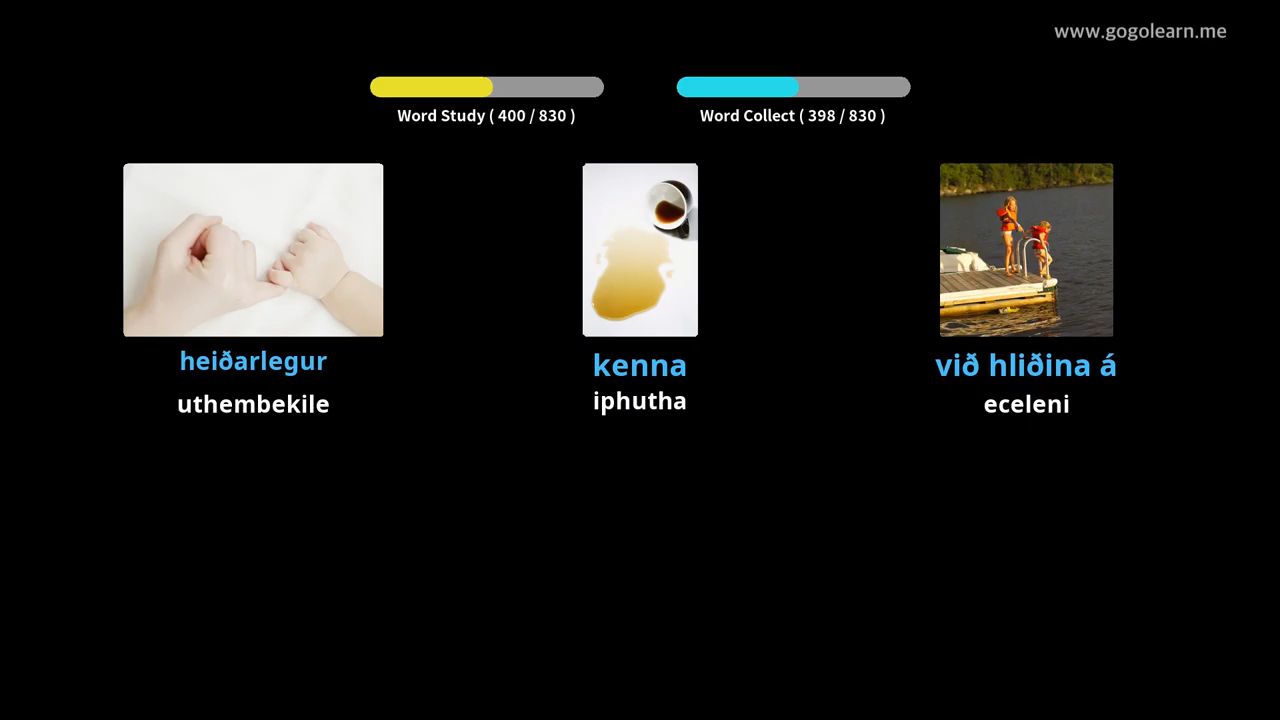 www.gogolearn.me
Word Study ( 400 / 830 )
Word Collect ( 398 / 830 )
heiðarlegur
uthembekile
kenna
iphutha
við hliðina á
eceleni